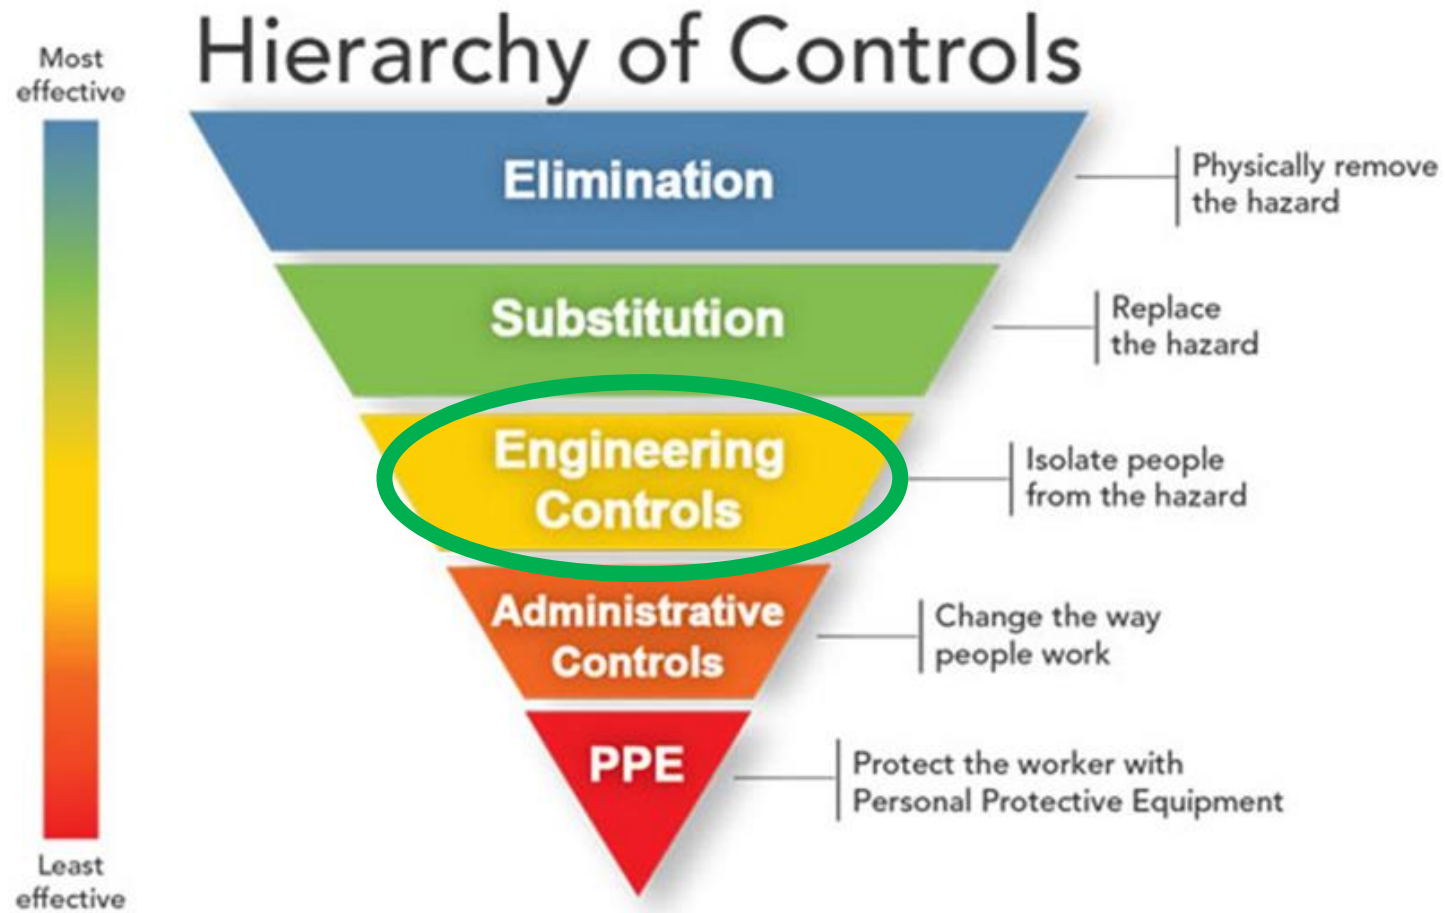 Hierarchy of Controls
Most
effective
Elimination
Physically remove
the hazard
Substitution
Replace
the hazard
Engineering
Controls
Isolate people
from the hazard
Administrative
Controls
Change the way
people work
PPE
Protect the worker with
Personal Protective Equipment
Least
effective